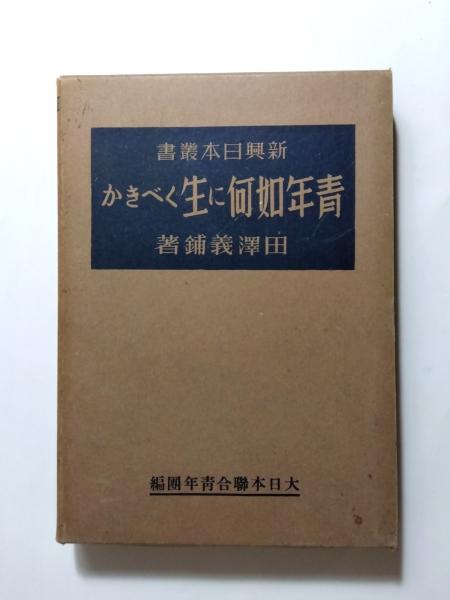 新興日本叢書
青年如何に生くべきか
田澤義鋪著
大日本聯合青年團編